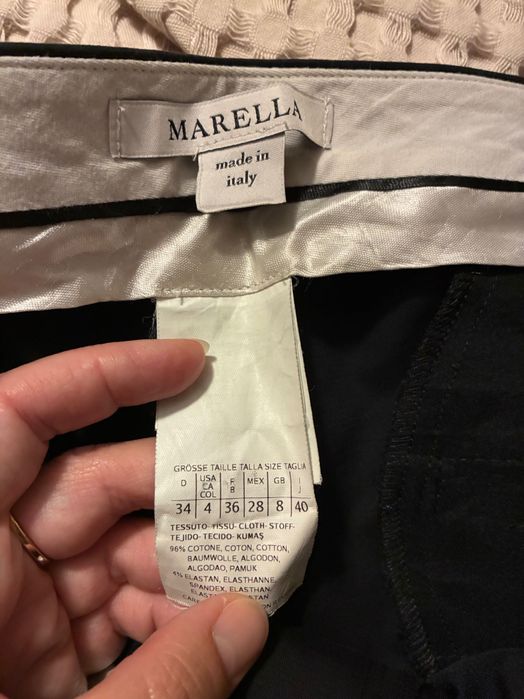 MARELLA
made in
italy
GRÖSSE TAILLE TALLA SIZE TAGLIA
D USA CA COL F B MEX GB I J
34 4 36 28 8 40
TESSUTO-TISSU-CLOTH-STOFF-
TEJIDO-TECIDO-KUMAŞ
96% COTONE, COTON, COTTON,
BAUMWOLLE, ALGODON,
ALGODAO, PAMUK
4% ELASTAN, ELASTHANNE,
SPANDEX, ELASTHAN,